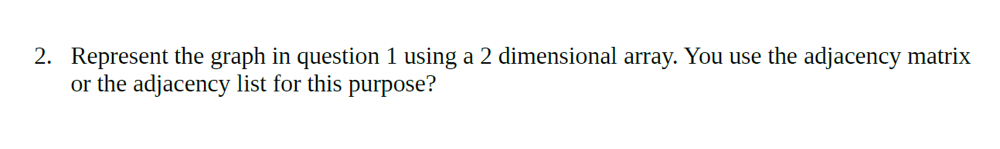 2. Represent the graph in question 1 using a 2 dimensional array. You use the adjacency matrix
or the adjacency list for this purpose?